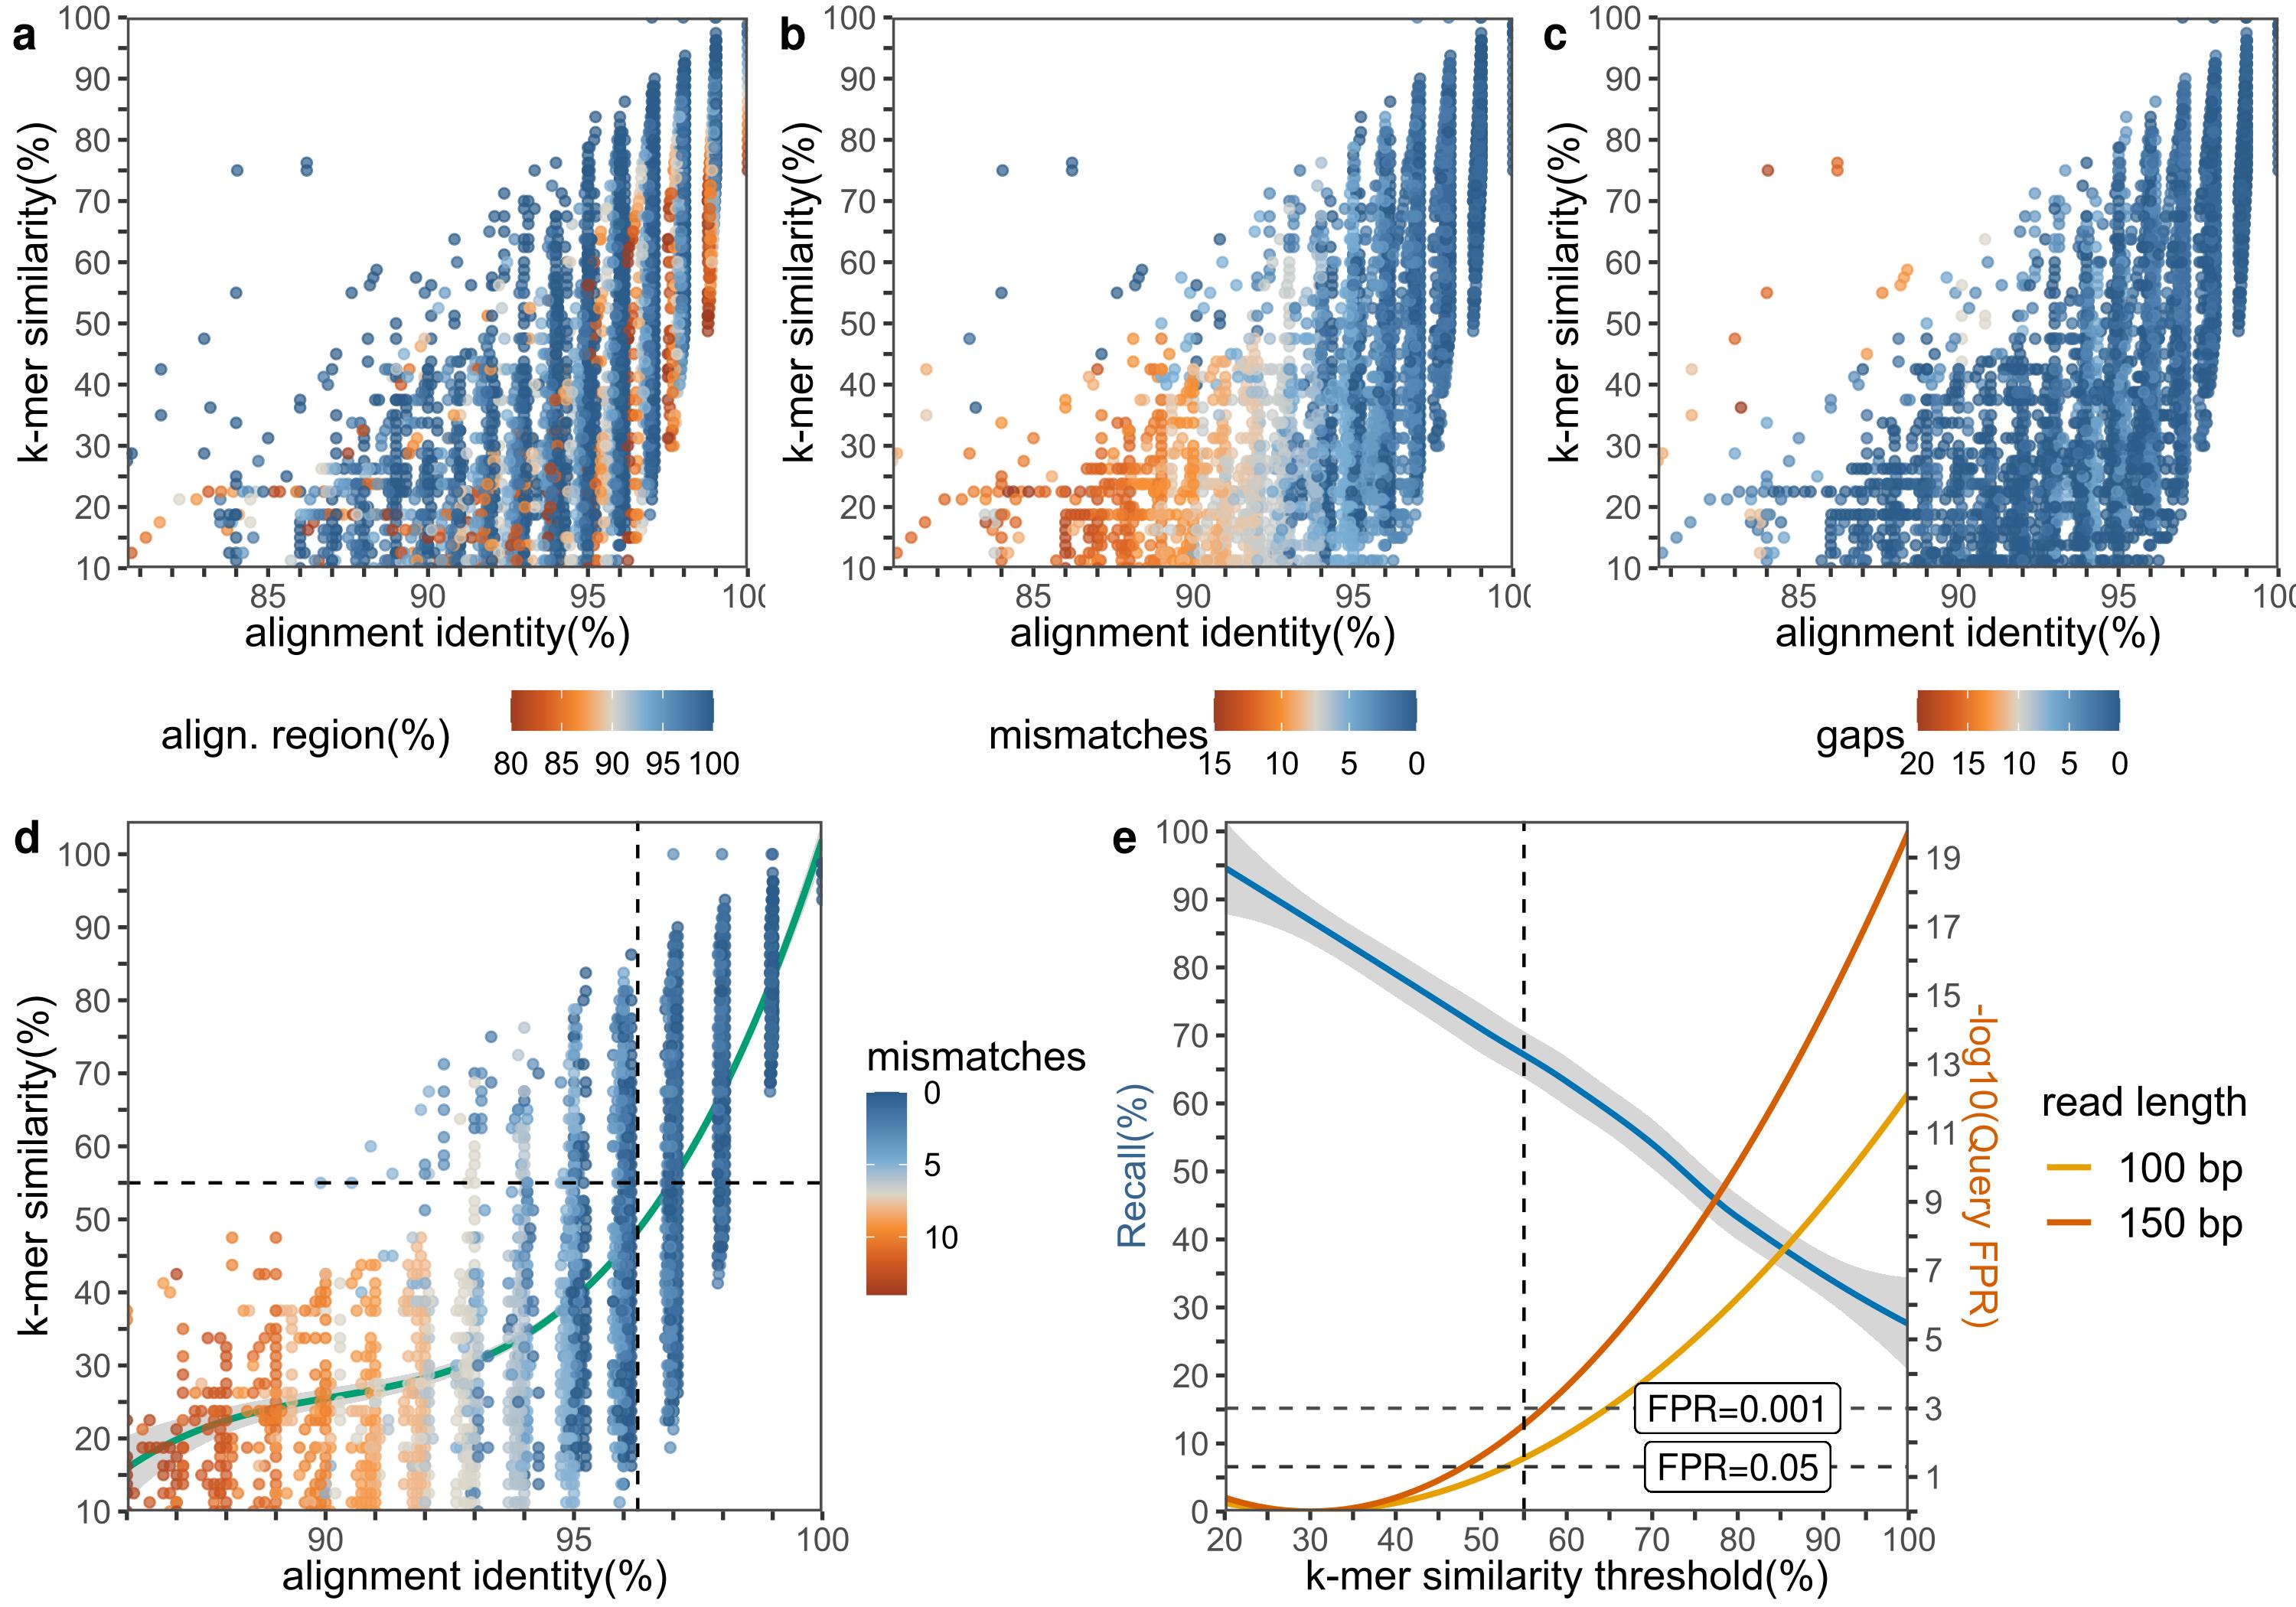 a
100
90
80
70
60
50
40
30
20
10
k-mer similarity(%)
85 90 95 100
alignment identity(%)
align. region(%)
80 85 90 95 100
b
100
90
80
70
60
50
40
30
20
10
k-mer similarity(%)
85 90 95 100
alignment identity(%)
mismatches
15 10 5 0
c
100
90
80
70
60
50
40
30
20
10
k-mer similarity(%)
85 90 95 100
alignment identity(%)
gaps
20 15 10 5 0
d
100
90
80
70
60
50
40
30
20
10
k-mer similarity(%)
90 95 100
alignment identity(%)
mismatches
0
5
10
e
100
90
80
70
60
50
40
30
20
10
0
Recall(%)
20 30 40 50 60 70 80 90 100
k-mer similarity threshold(%)
FPR=0.001
FPR=0.05
19
17
15
13
11
9
7
5
3
1
-log10(Query FPR)
read length
100 bp
150 bp